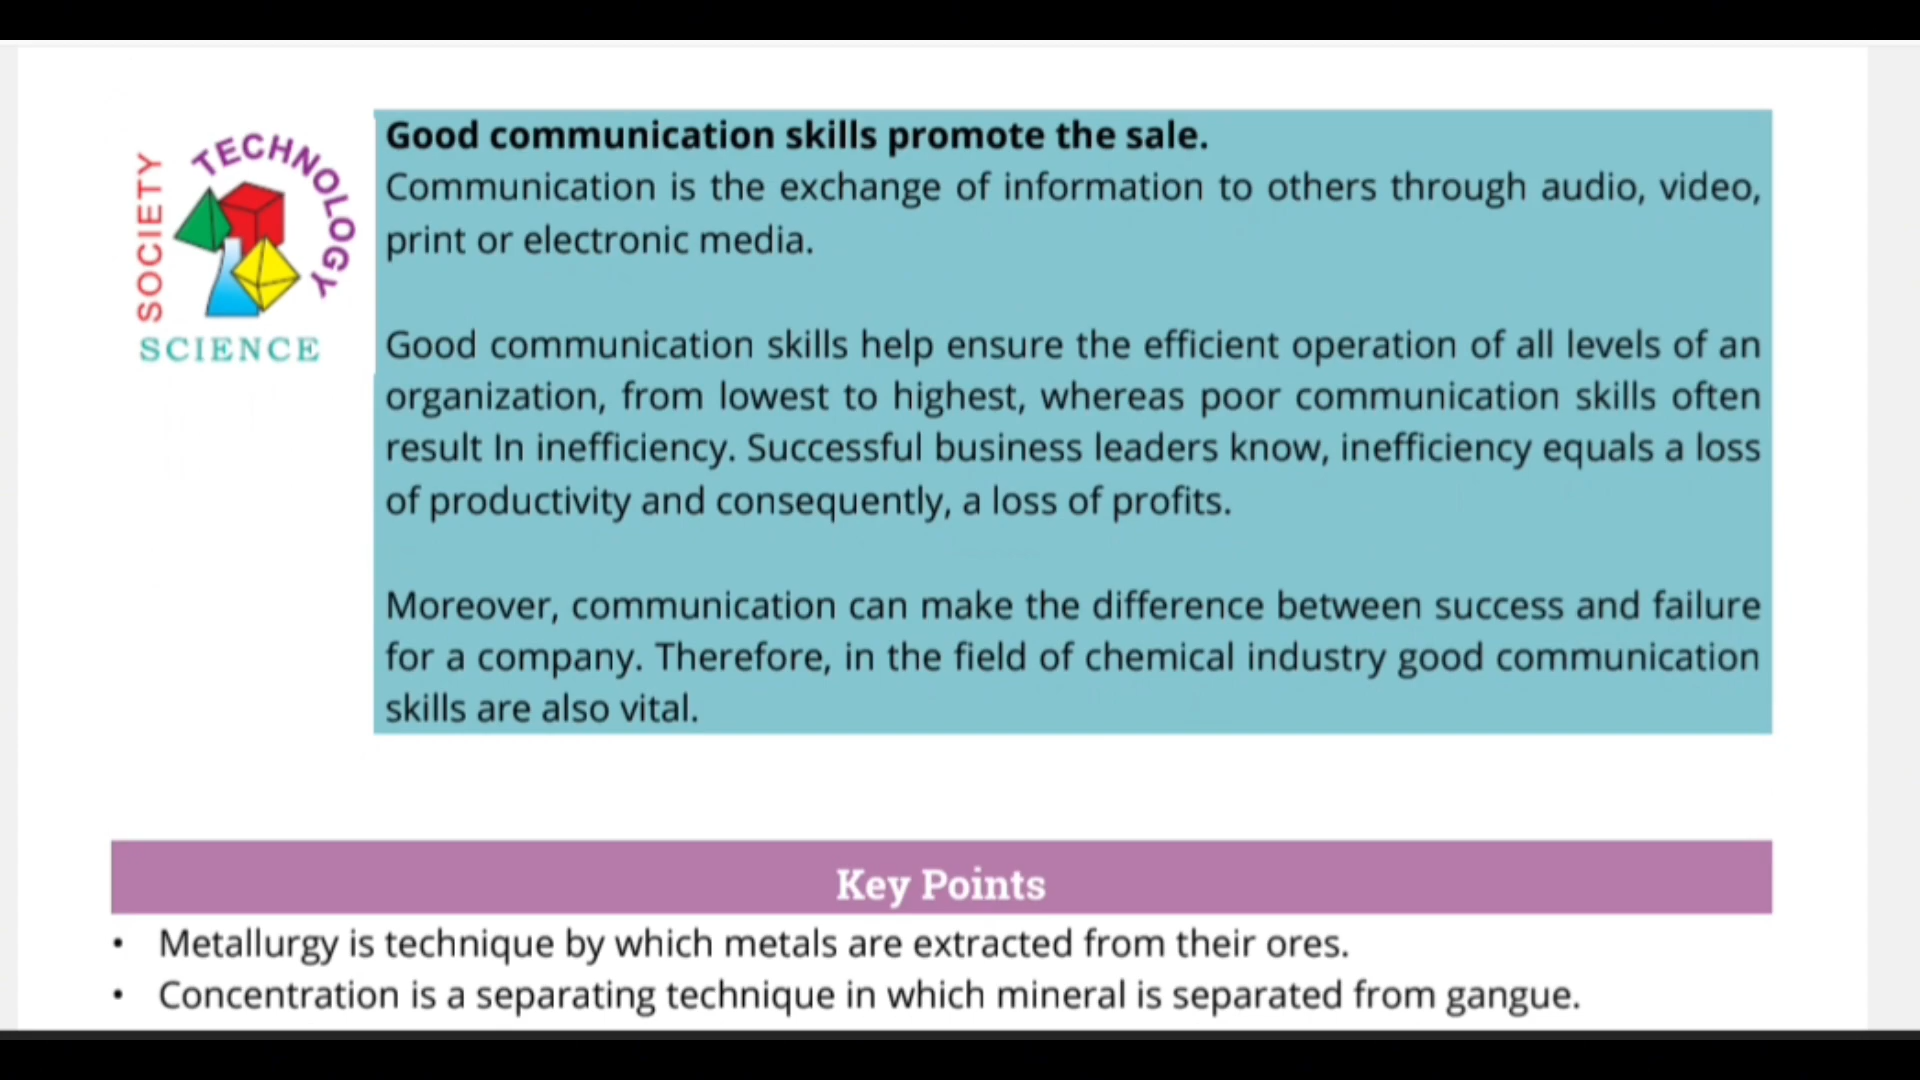 SOCIETY
TECHNOLOGY
SCIENCE
Good communication skills promote the sale.
Communication is the exchange of information to others through audio, video,
print or electronic media.
Good communication skills help ensure the efficient operation of all levels of an
organization, from lowest to highest, whereas poor communication skills often
result In inefficiency. Successful business leaders know, inefficiency equals a loss
of productivity and consequently, a loss of profits.
Moreover, communication can make the difference between success and failure
for a company. Therefore, in the field of chemical industry good communication
skills are also vital.
Key Points
• Metallurgy is technique by which metals are extracted from their ores.
• Concentration is a separating technique in which mineral is separated from gangue.